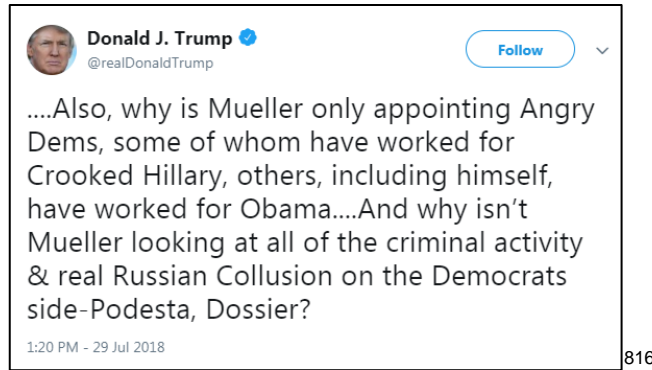 Donald J. Trump
Follow
@realDonaldTrump
....Also, why is Mueller only appointing Angry
Dems, some of whom have worked for
Crooked Hillary, others, including himself,
have worked for Obama....And why isn't
Mueller looking at all of the criminal activity
& real Russian Collusion on the Democrats
side-Podesta, Dossier?
1:20 PM - 29 Jul 2018
816